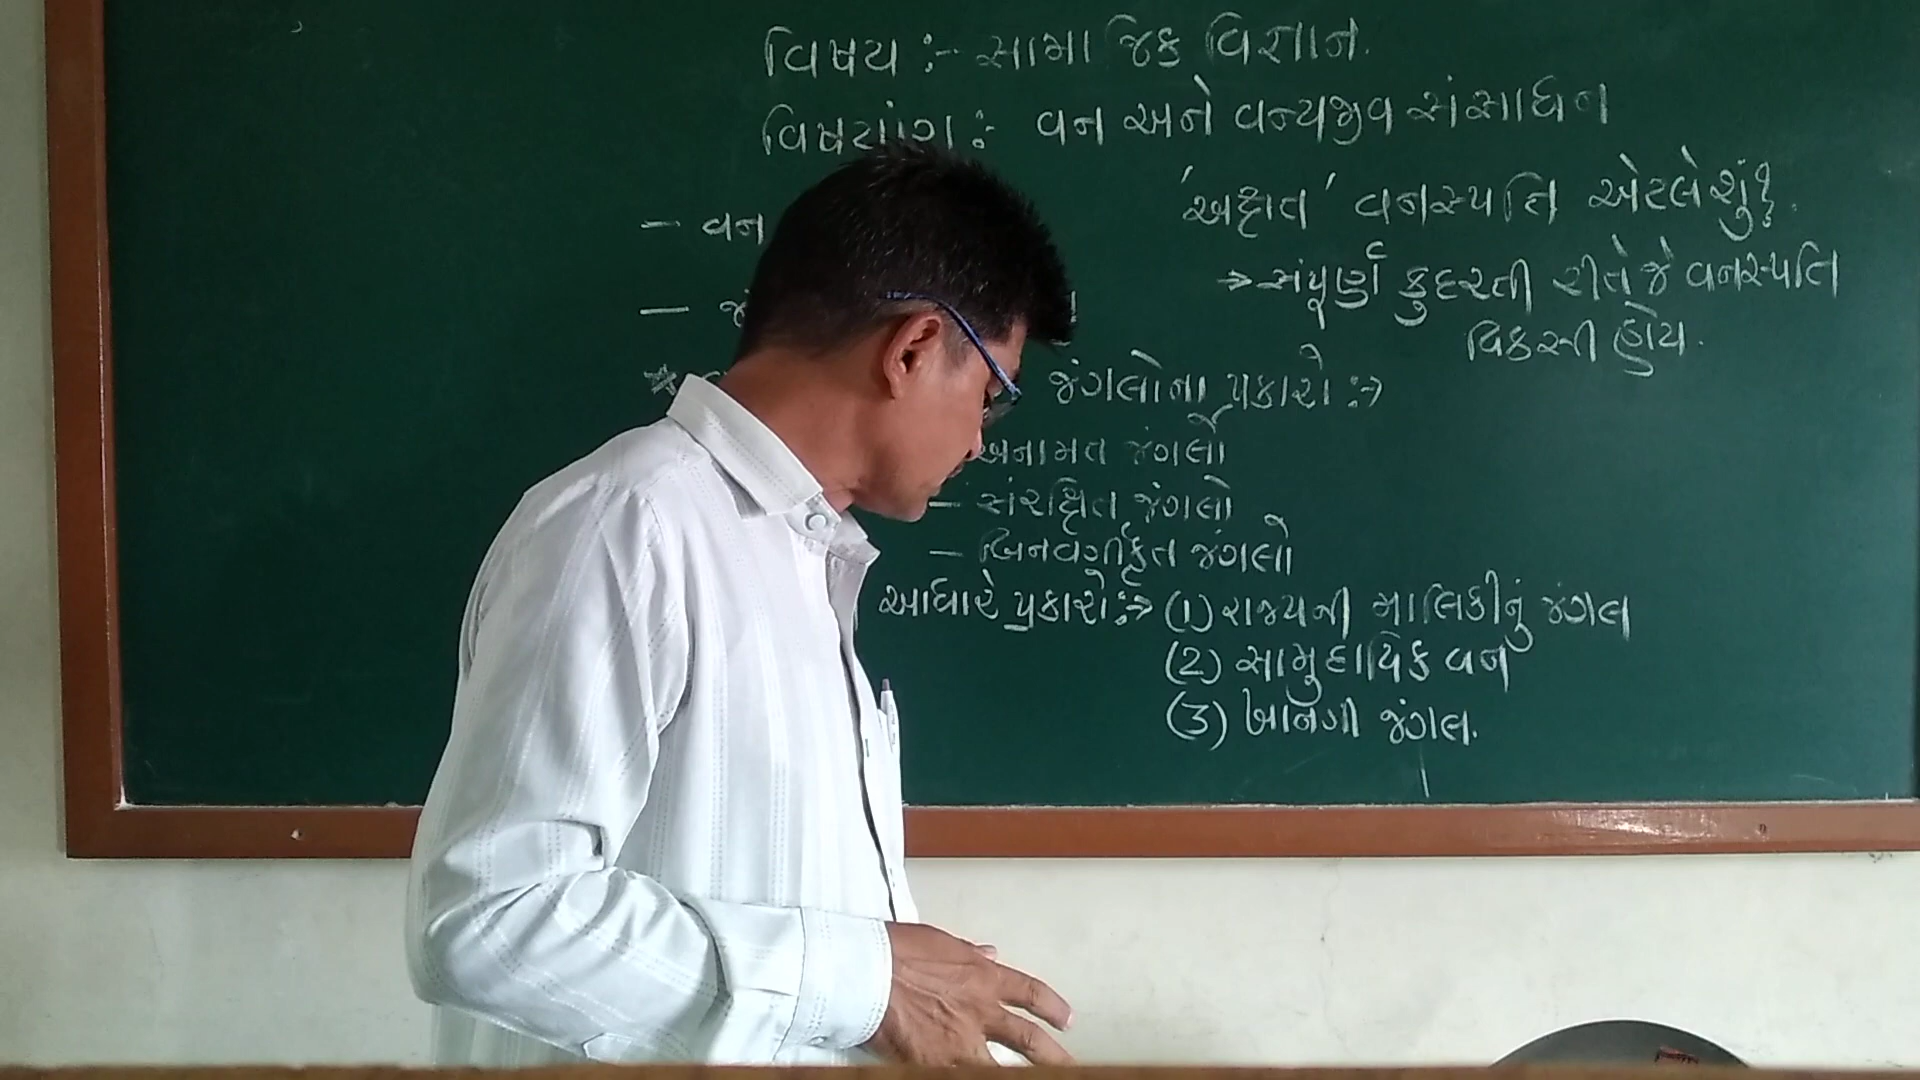 વિષય :- સામાજિક વિજ્ઞાન.
વિષયાંગ :- વન અને વન્યજીવ સંસાધન
'અક્ષત' વનસ્પતિ એટલે શું?
- વન
→ સંપૂર્ણ કુદરતી રીતે જે વનસ્પતિ
વિકસી હોય.
જંગલોના પ્રકારો :→
અનામત જંગલો
- સંરક્ષિત જંગલો
- બિનવર્ગીકૃત જંગલો
આધારે પ્રકારો :→ (1) રાજ્યની માલિકીનું જંગલ
(2) સામુદાયિક વન
(3) ખાનગી જંગલ.